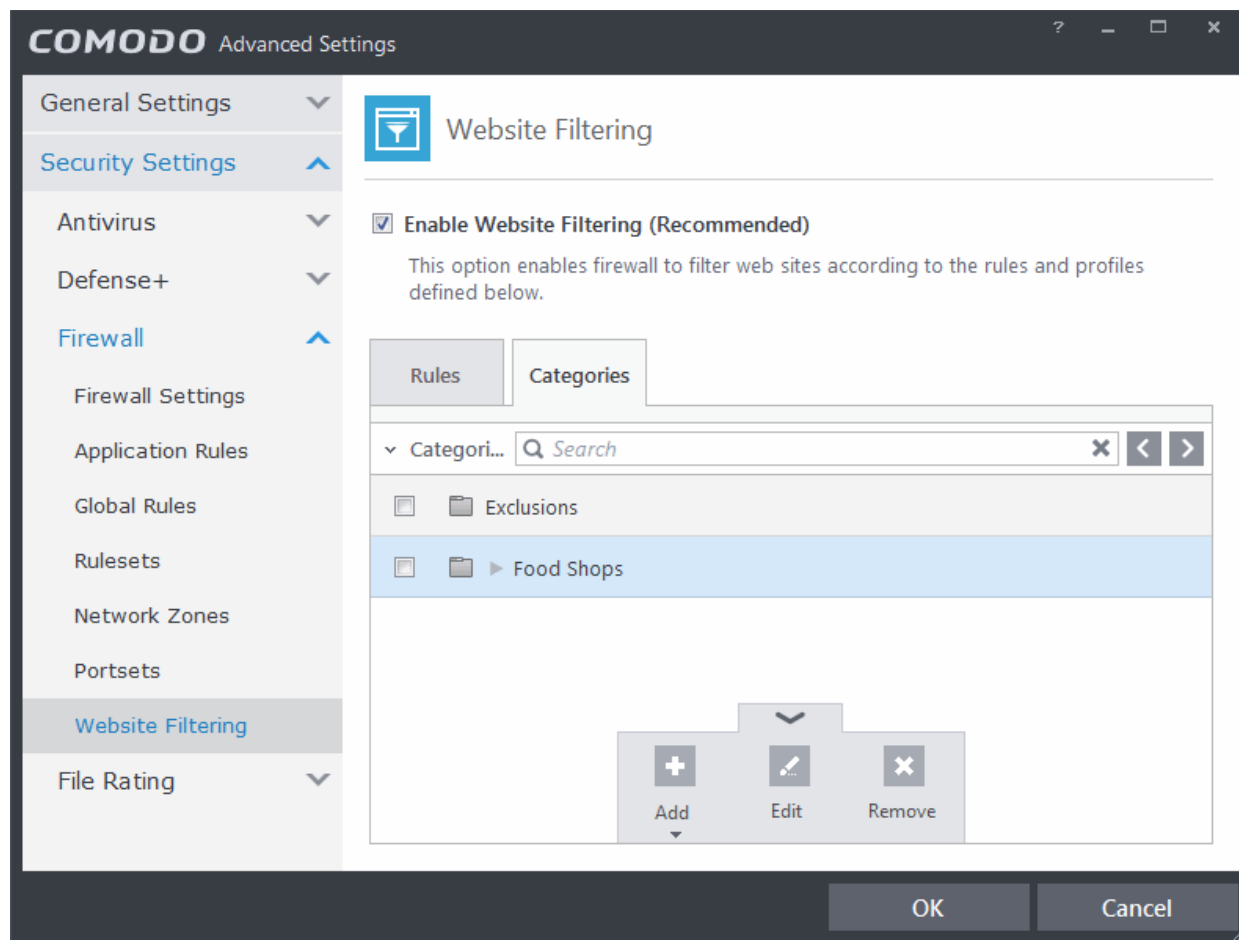 COMODO Advanced Settings
?
General Settings
Security Settings
Antivirus
Defense+
Firewall
Firewall Settings
Application Rules
Global Rules
Rulesets
Network Zones
Portsets
Website Filtering
File Rating
Website Filtering
Enable Website Filtering (Recommended)
This option enables firewall to filter web sites according to the rules and profiles
defined below.
Rules
Categories
Categori...
Search
Exclusions
Food Shops
Add
Edit
Remove
OK
Cancel